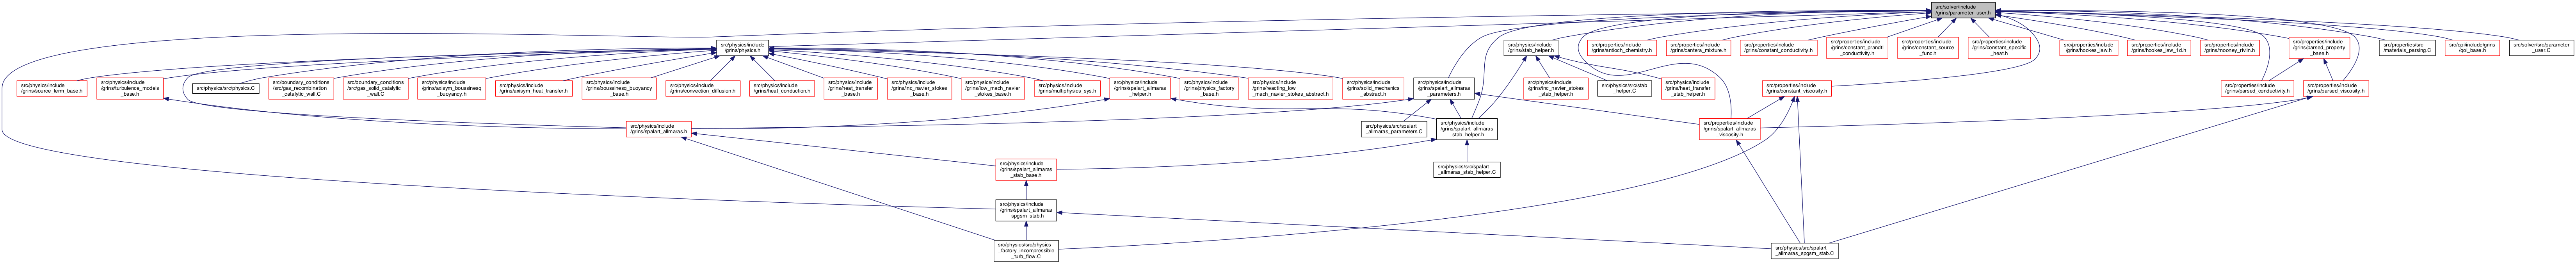 src/solver/include
/grins/parameter_user.h
src/physics/include
/grins/physics.h
src/physics/include
/grins/stab_helper.h
src/properties/include
/grins/antioch_chemistry.h
src/properties/include
/grins/cantera_mixture.h
src/properties/include
/grins/constant_conductivity.h
src/properties/include
/grins/constant_prandtl
_conductivity.h
src/properties/include
/grins/constant_source
_func.h
src/properties/include
/grins/constant_specific
_heat.h
src/properties/include
/grins/hookes_law.h
src/properties/include
/grins/hookes_law_1d.h
src/properties/include
/grins/mooney_rivlin.h
src/properties/include
/grins/parsed_property
_base.h
src/properties/src
/materials_parsing.C
src/qoi/include/grins
/qoi_base.h
src/solver/src/parameter
_user.C
src/physics/include
/grins/source_term_base.h
src/physics/include
/grins/turbulence_models
_base.h
src/physics/src/physics.C
src/boundary_conditions
/src/gas_recombination
_catalytic_wall.C
src/boundary_conditions
/src/gas_solid_catalytic
_wall.C
src/physics/include
/grins/axisym_boussinesq
_buoyancy.h
src/physics/include
/grins/axisym_heat_transfer.h
src/physics/include
/grins/boussinesq_buoyancy
_base.h
src/physics/include
/grins/convection_diffusion.h
src/physics/include
/grins/heat_conduction.h
src/physics/include
/grins/heat_transfer
_base.h
src/physics/include
/grins/inc_navier_stokes
_base.h
src/physics/include
/grins/low_mach_navier
_stokes_base.h
src/physics/include
/grins/multiphysics_sys.h
src/physics/include
/grins/spalart_allmaras
_helper.h
src/physics/include
/grins/physics_factory
_base.h
src/physics/include
/grins/reacting_low
_mach_navier_stokes_abstract.h
src/physics/include
/grins/solid_mechanics
_abstract.h
src/physics/include
/grins/spalart_allmaras
_parameters.h
src/physics/include
/grins/inc_navier_stokes
_stab_helper.h
src/physics/src/stab
_helper.C
src/physics/include
/grins/heat_transfer
_stab_helper.h
src/properties/include
/grins/constant_viscosity.h
src/properties/include
/grins/parsed_conductivity.h
src/properties/include
/grins/parsed_viscosity.h
src/physics/include
/grins/spalart_allmaras.h
src/physics/src/spalart
_allmaras_parameters.C
src/physics/include
/grins/spalart_allmaras
_stab_helper.h
src/properties/include
/grins/spalart_allmaras
_viscosity.h
src/physics/include
/grins/spalart_allmaras
_stab_base.h
src/physics/src/spalart
_allmaras_stab_helper.C
src/physics/include
/grins/spalart_allmaras
_spgsm_stab.h
src/physics/src/physics
_factory_incompressible
_turb_flow.C
src/physics/src/spalart
_allmaras_spgsm_stab.C